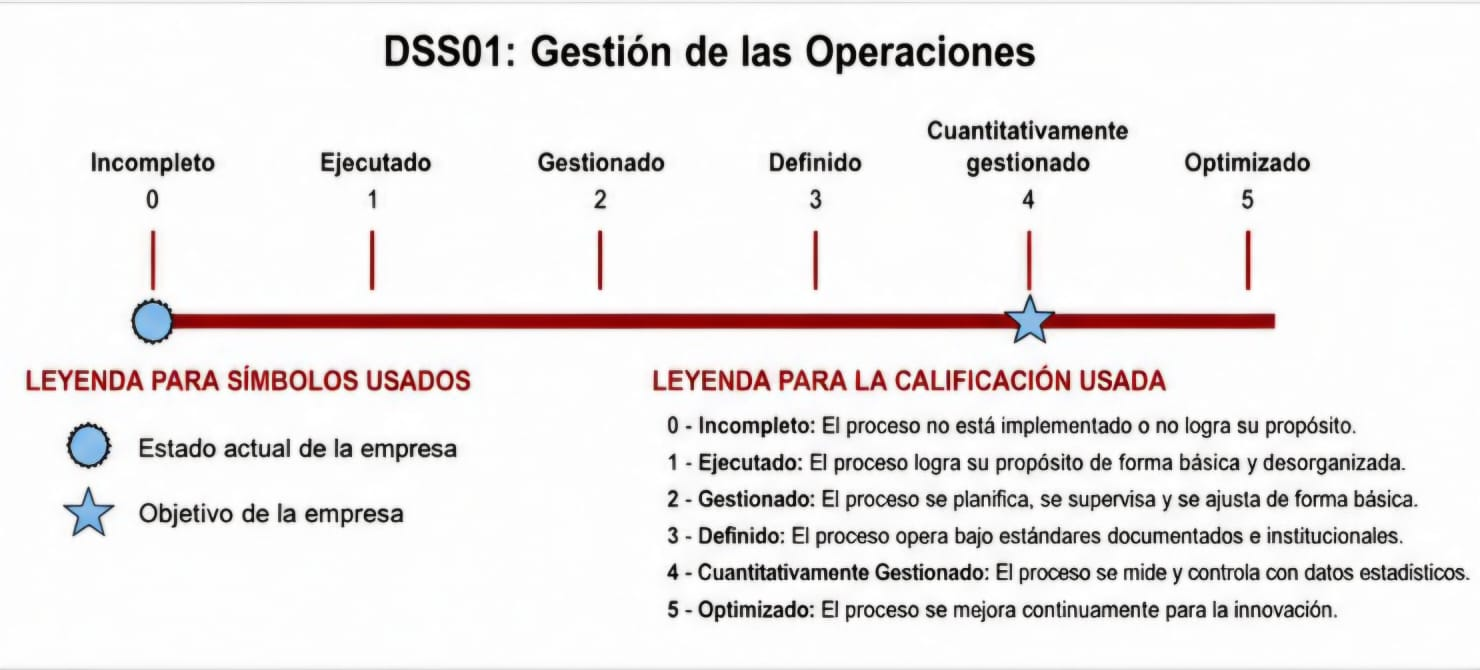 DSS01: Gestión de las Operaciones
Incompleto
0
Ejecutado
1
Gestionado
2
Definido
3
Cuantitativamente
gestionado
4
Optimizado
5
LEYENDA PARA SÍMBOLOS USADOS
Estado actual de la empresa
Objetivo de la empresa
LEYENDA PARA LA CALIFICACIÓN USADA
0 - Incompleto: El proceso no está implementado o no logra su propósito.
1 - Ejecutado: El proceso logra su propósito de forma básica y desorganizada.
2 - Gestionado: El proceso se planifica, se supervisa y se ajusta de forma básica.
3 - Definido: El proceso opera bajo estándares documentados e institucionales.
4 - Cuantitativamente Gestionado: El proceso se mide y controla con datos estadísticos.
5 - Optimizado: El proceso se mejora continuamente para la innovación.